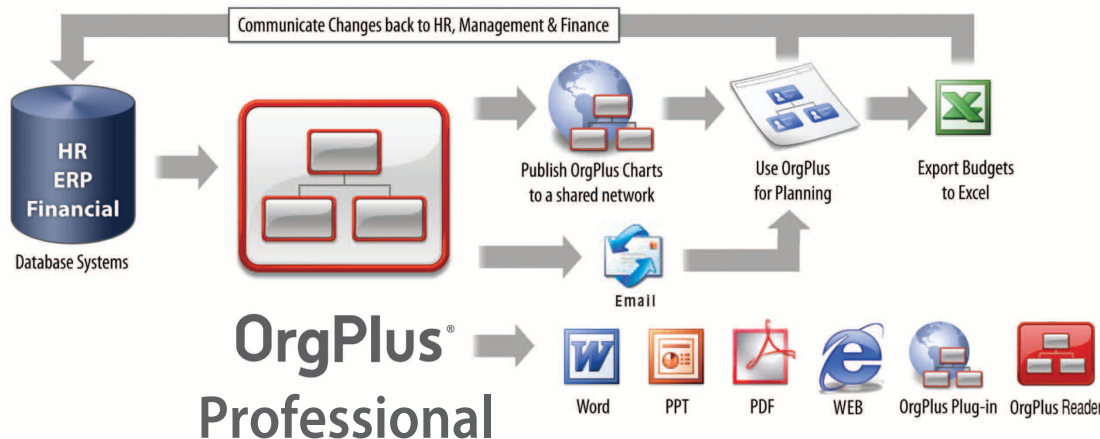 Communicate Changes back to HR, Management & Finance
HR
ERP
Financial
Database Systems
Publish OrgPlus Charts
to a shared network
Use OrgPlus
for Planning
Export Budgets
to Excel
Email
OrgPlus®
Professional
W
Word
PPT
PDF
WEB
OrgPlus Plug-in
OrgPlus Reader